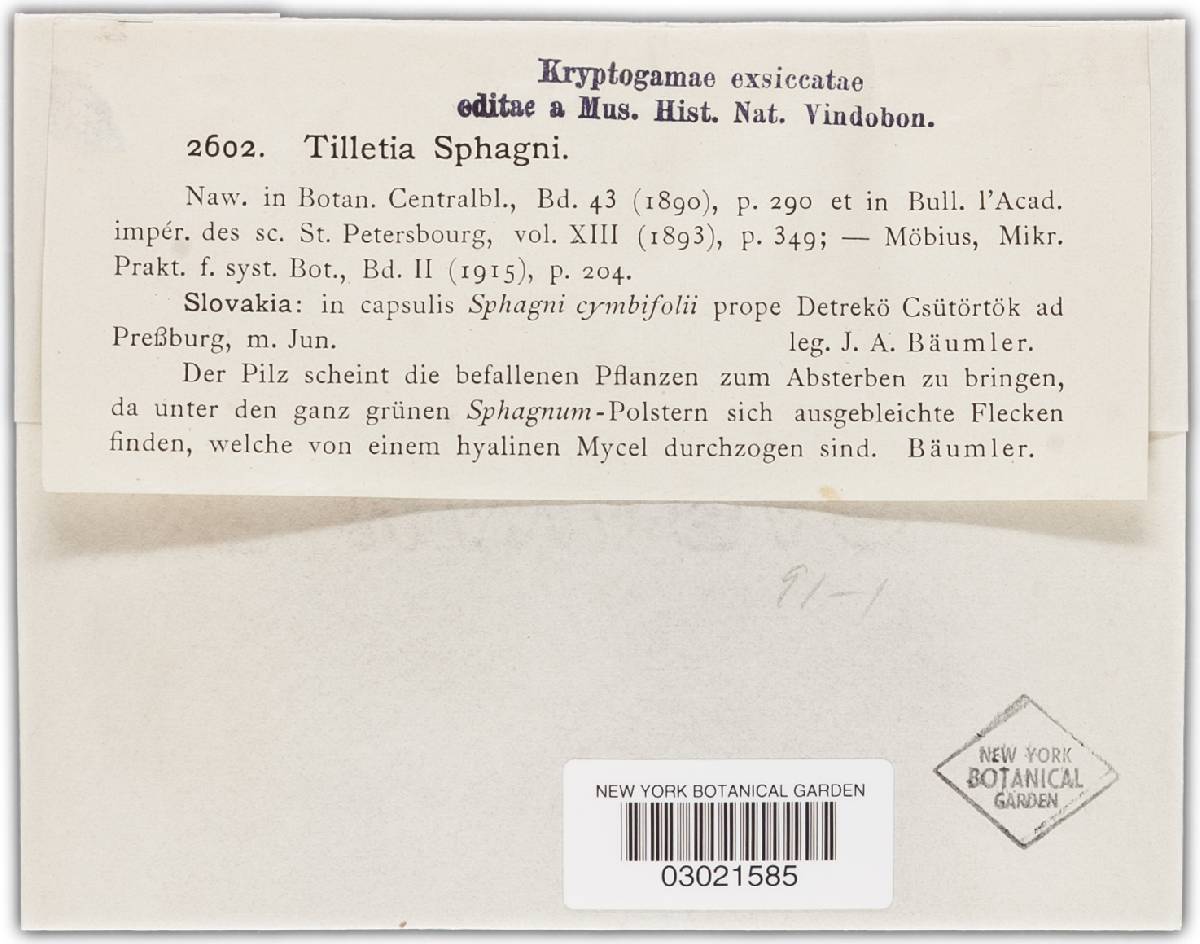 Kryptogamae exsiccatae
editae a Mus. Hist. Nat. Vindobon.
2602. Tilletia Sphagni.
Naw. in Botan. Centralbl., Bd. 43 (1890), p. 290 et in Bull. l'Acad.
impér. des sc. St. Petersbourg, vol. XIII (1893), p. 349; — Möbius, Mikr.
Prakt. f. syst. Bot., Bd. II (1915), p. 204.
Slovakia: in capsulis Sphagni cymbifolii prope Detrekö Csütörtök ad
Preßburg, m. Jun. leg. J. A. Bäumler.
Der Pilz scheint die befallenen Pflanzen zum Absterben zu bringen,
da unter den ganz grünen Sphagnum-Polstern sich ausgebleichte Flecken
finden, welche von einem hyalinen Mycel durchzogen sind. Bäumler.
91-1
NEW YORK
BOTANICAL
GARDEN
NEW YORK BOTANICAL GARDEN
03021585